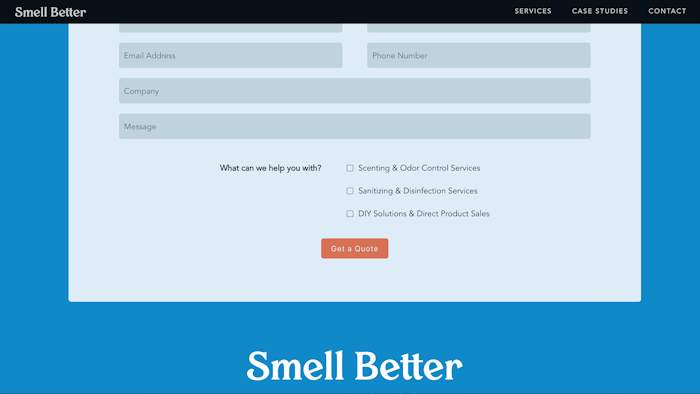 Smell Better SERVICES CASE STUDIES CONTACT
Email Address Phone Number
Company
Message
What can we help you with? Scenting & Odor Control Services
Sanitizing & Disinfection Services
DIY Solutions & Direct Product Sales
Get a Quote
Smell Better